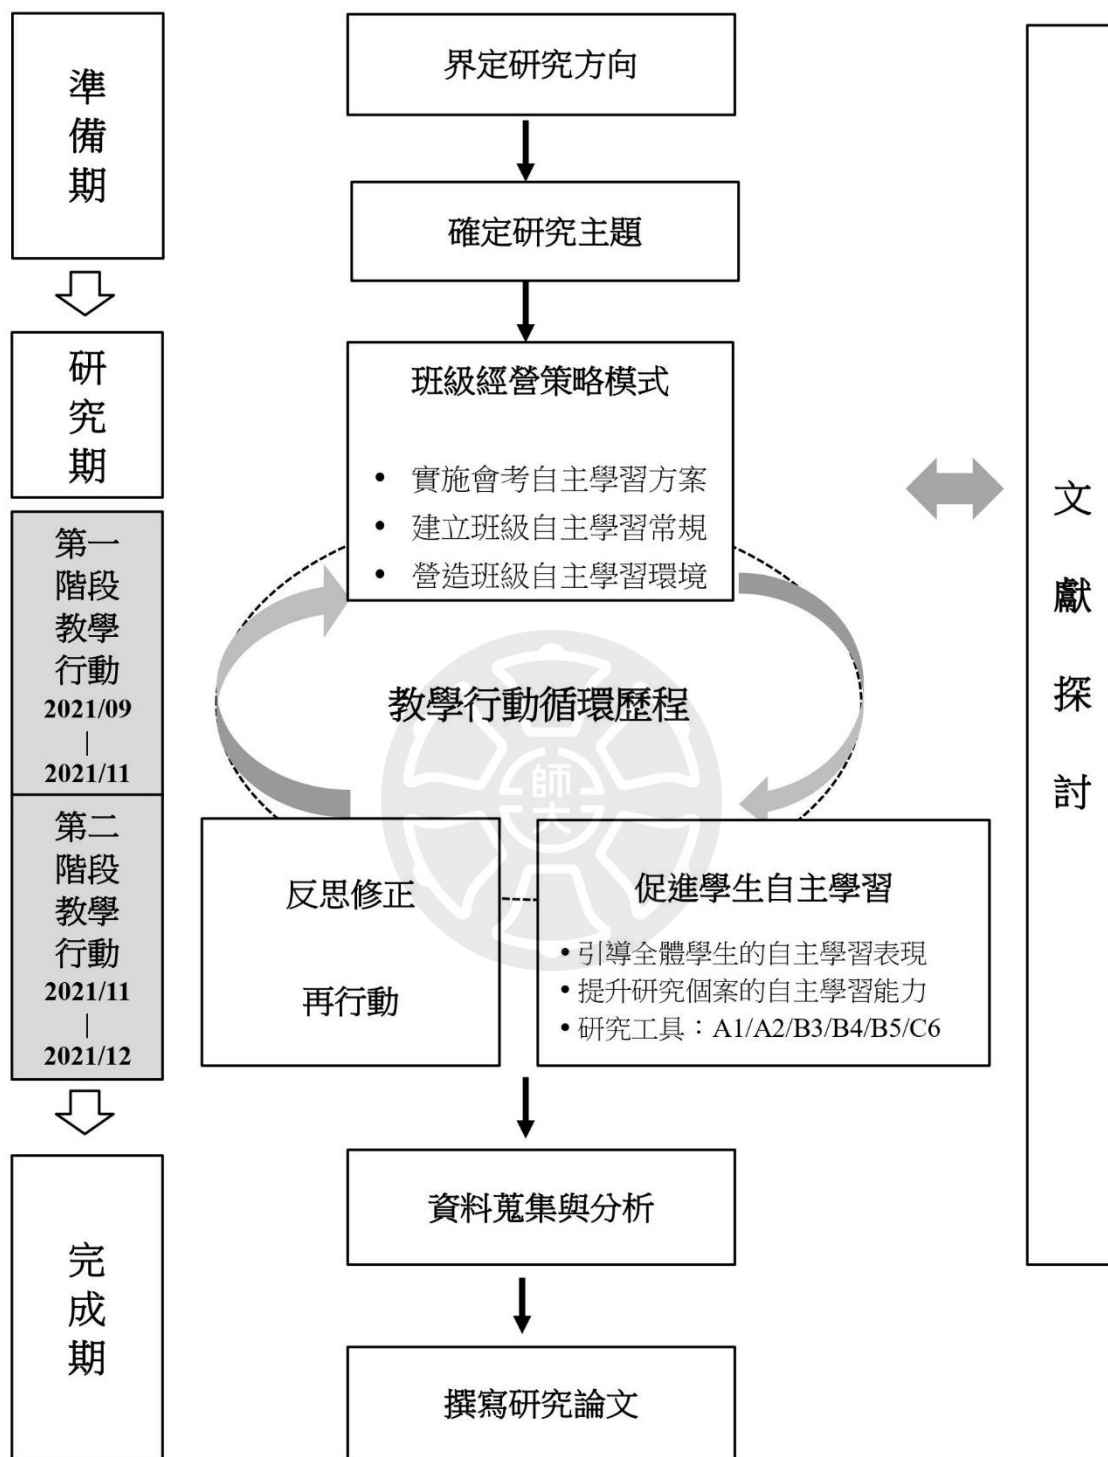 準備期
研究期
第一
階段
教學
行動
2021/09
|
2021/11
第二
階段
教學
行動
2021/11
|
2021/12
完成期
界定研究方向
確定研究主題
班級經營策略模式
• 實施會考自主學習方案
• 建立班級自主學習常規
• 營造班級自主學習環境
教學行動循環歷程
師大
反思修正
再行動
促進學生自主學習
• 引導全體學生的自主學習表現
• 提升研究個案的自主學習能力
• 研究工具：A1/A2/B3/B4/B5/C6
資料蒐集與分析
撰寫研究論文
文獻探討